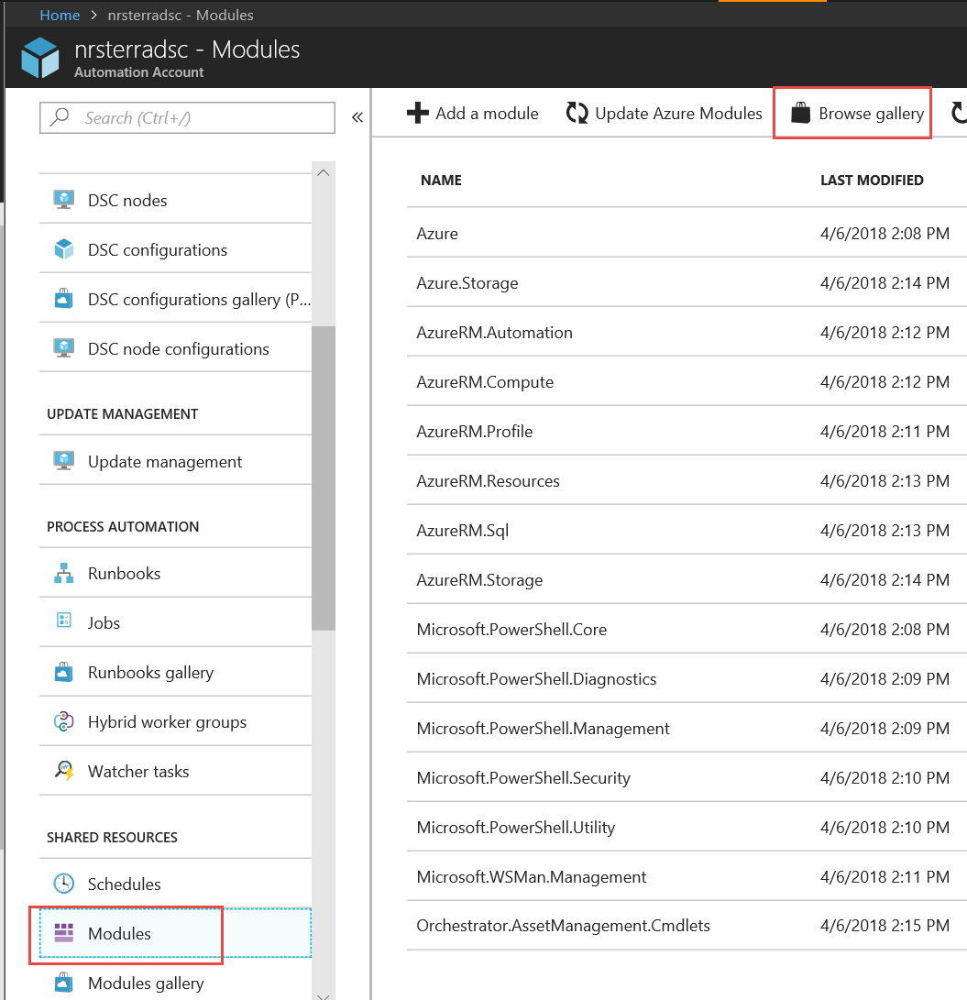 Home > nrsterradsc - Modules
nrsterradsc - Modules
Automation Account
Search (Ctrl+/)
«
DSC nodes
DSC configurations
DSC configurations gallery (P...
DSC node configurations
UPDATE MANAGEMENT
Update management
PROCESS AUTOMATION
Runbooks
Jobs
Runbooks gallery
Hybrid worker groups
Watcher tasks
SHARED RESOURCES
Schedules
Modules
Modules gallery
Add a module Update Azure Modules Browse gallery
NAME LAST MODIFIED
Azure 4/6/2018 2:08 PM
Azure.Storage 4/6/2018 2:14 PM
AzureRM.Automation 4/6/2018 2:12 PM
AzureRM.Compute 4/6/2018 2:12 PM
AzureRM.Profile 4/6/2018 2:11 PM
AzureRM.Resources 4/6/2018 2:13 PM
AzureRM.Sql 4/6/2018 2:13 PM
AzureRM.Storage 4/6/2018 2:14 PM
Microsoft.PowerShell.Core 4/6/2018 2:08 PM
Microsoft.PowerShell.Diagnostics 4/6/2018 2:09 PM
Microsoft.PowerShell.Management 4/6/2018 2:09 PM
Microsoft.PowerShell.Security 4/6/2018 2:10 PM
Microsoft.PowerShell.Utility 4/6/2018 2:10 PM
Microsoft.WSMan.Management 4/6/2018 2:11 PM
Orchestrator.AssetManagement.Cmdlets 4/6/2018 2:15 PM